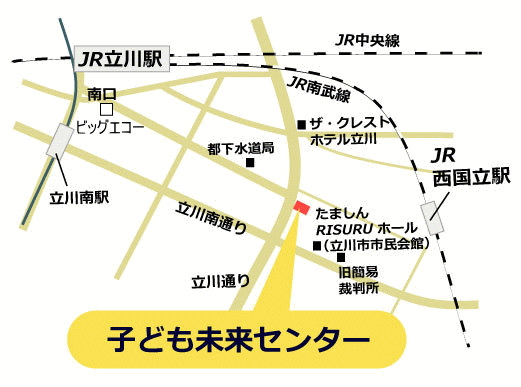 JR中央線
JR立川駅
JR南武線
南口
ビッグエコー
ザ・クレスト
ホテル立川
都下水道局
JR
西国立駅
立川南駅
立川南通り
たましん
RISURU ホール
(立川市市民会館)
旧簡易
裁判所
立川通り
子ども未来センター